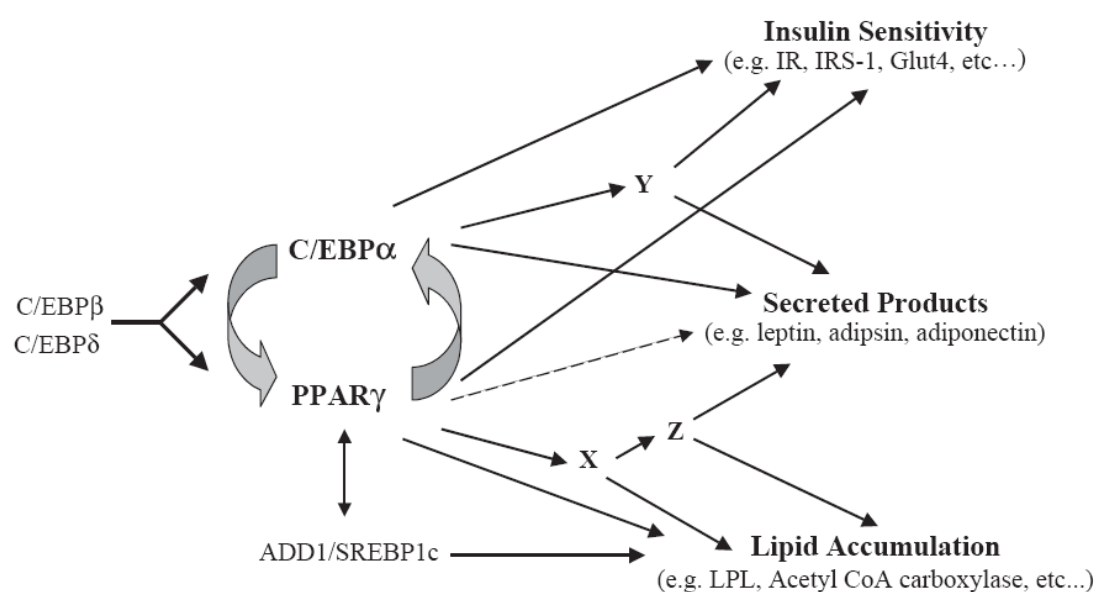 Insulin Sensitivity
(e.g. IR, IRS-1, Glut4, etc…)
Y
C/EBPα
C/EBPβ
C/EBPδ
Secreted Products
(e.g. leptin, adipsin, adiponectin)
PPARγ
Z
X
ADD1/SREBP1c
Lipid Accumulation
(e.g. LPL, Acetyl CoA carboxylase, etc...)